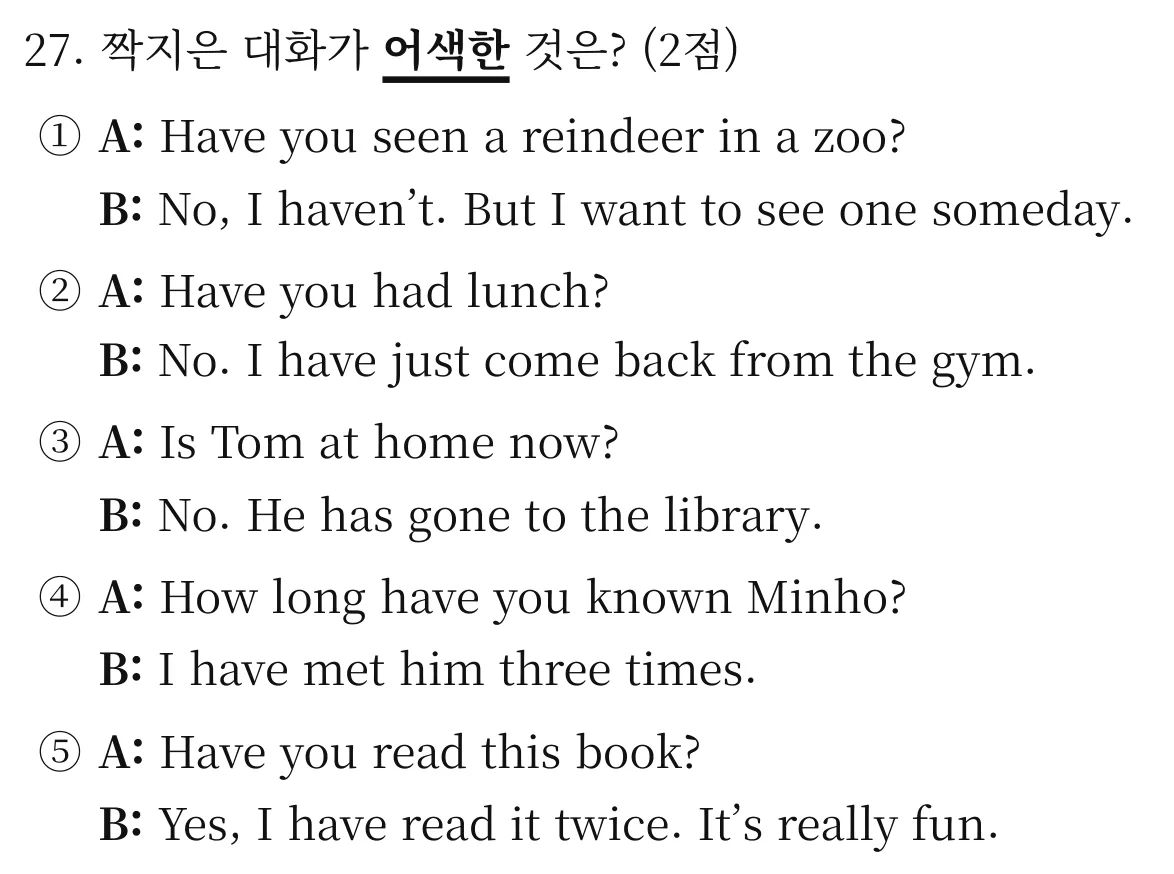 27. 짝지은 대화가 어색한 것은? (2점)
① A: Have you seen a reindeer in a zoo?
B: No, I haven’t. But I want to see one someday.
② A: Have you had lunch?
B: No. I have just come back from the gym.
③ A: Is Tom at home now?
B: No. He has gone to the library.
④ A: How long have you known Minho?
B: I have met him three times.
⑤ A: Have you read this book?
B: Yes, I have read it twice. It’s really fun.